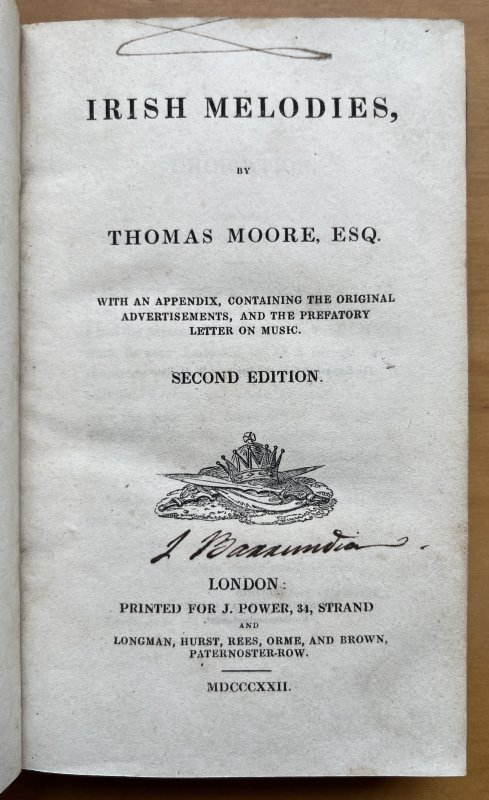 IRISH MELODIES,
BY
THOMAS MOORE, ESQ.
WITH AN APPENDIX, CONTAINING THE ORIGINAL
ADVERTISEMENTS, AND THE PREFATORY
LETTER ON MUSIC.
SECOND EDITION.
LONDON:
PRINTED FOR J. POWER, 34, STRAND
AND
LONGMAN, HURST, REES, ORME, AND BROWN,
PATERNOSTER-ROW.
MDCCCXXII.